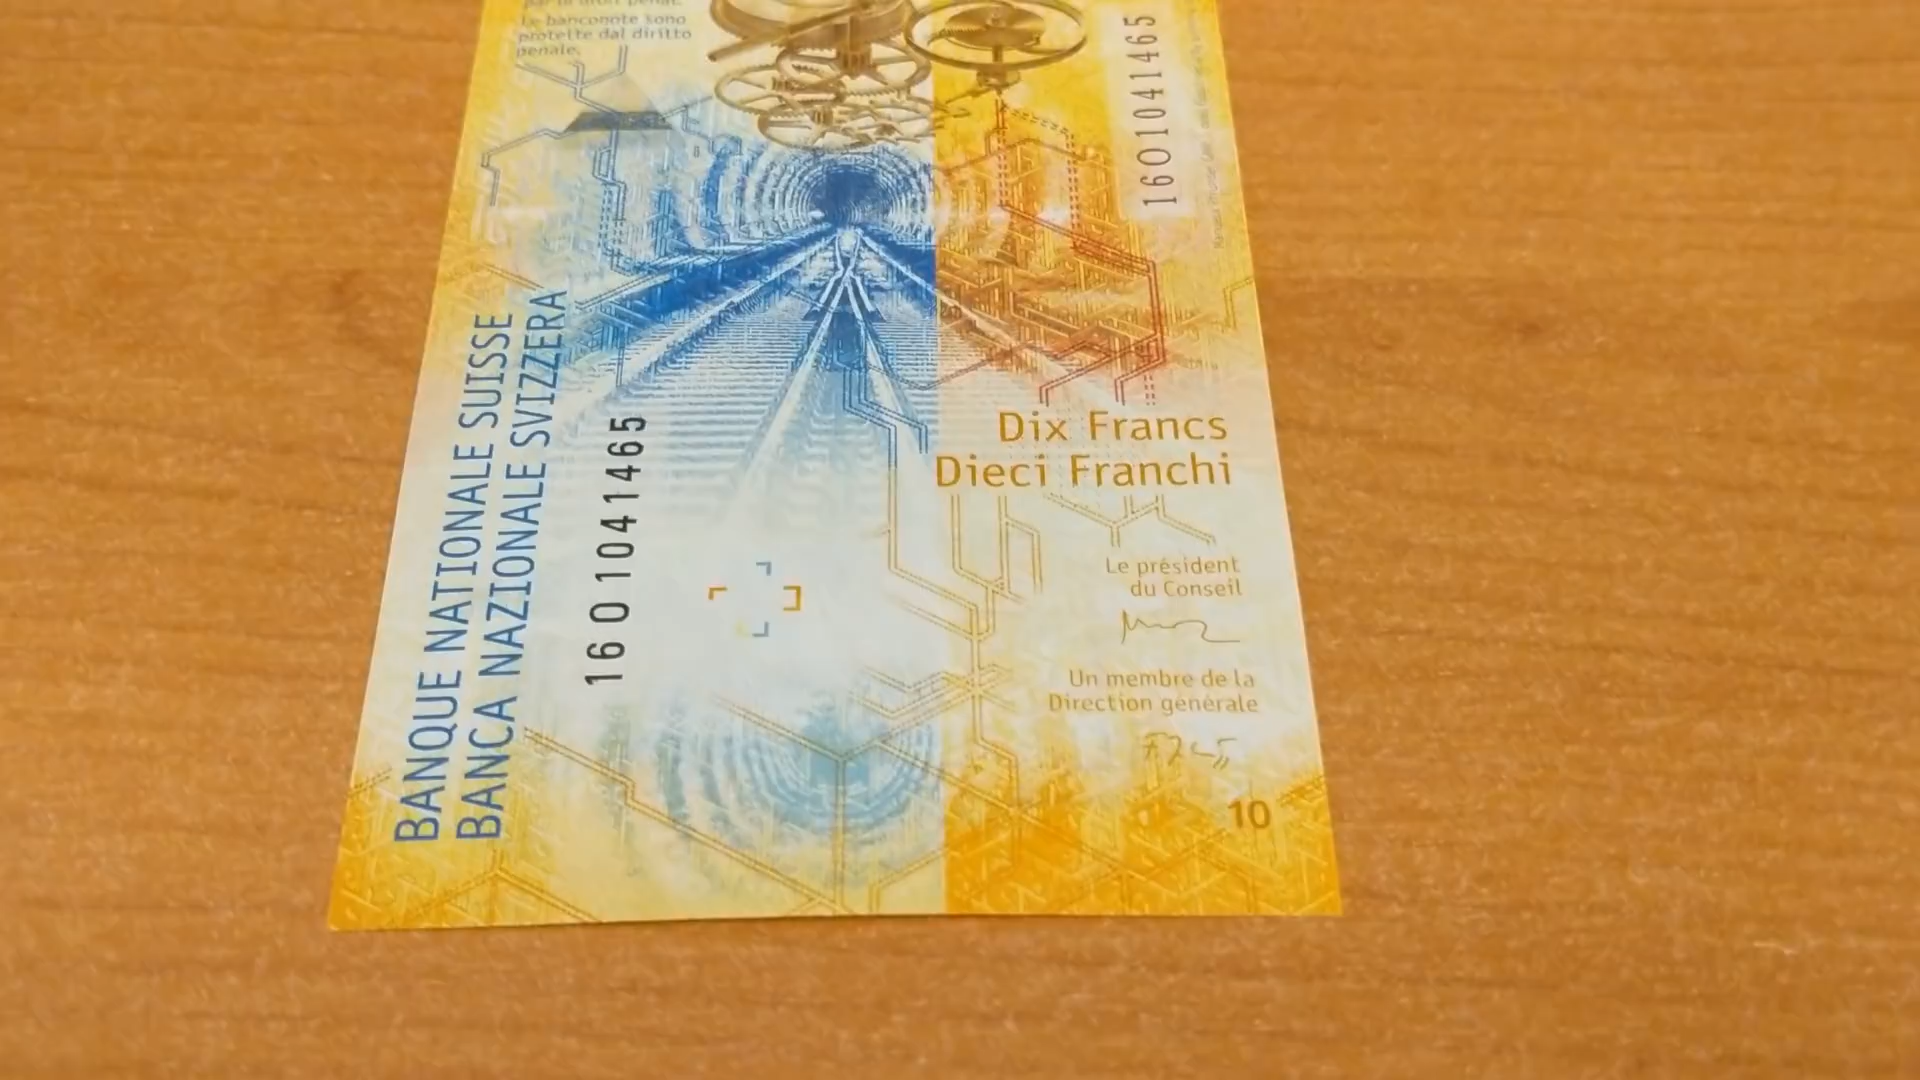 Le banconote sono
protette dal diritto
penale.
1601041465
BANQUE NATIONALE SUISSE
BANCA NAZIONALE SVIZZERA
1601041465
Dix Francs
Dieci Franchi
Le président
du Conseil
Un membre de la
Direction générale
10